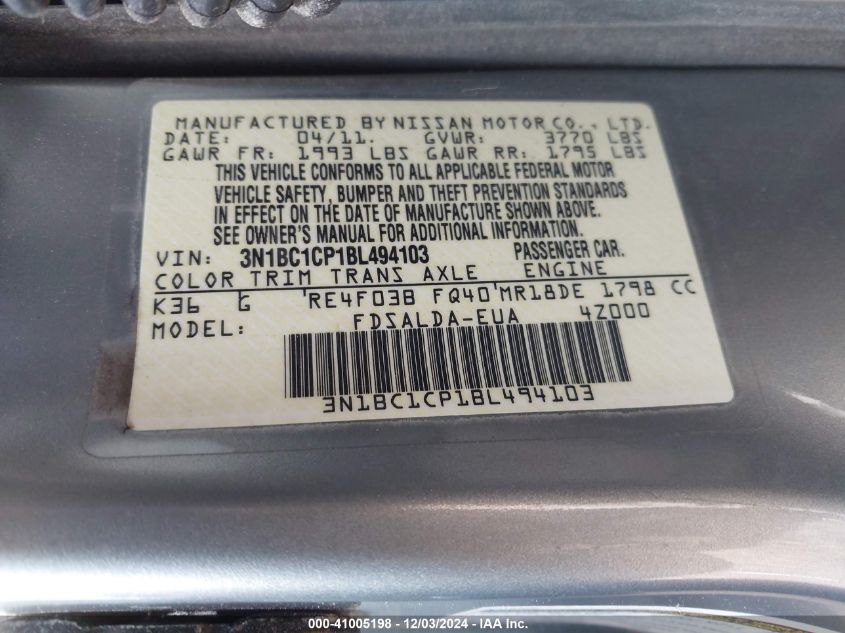 MANUFACTURED BY NISSAN MOTOR CO., LTD.
DATE: 04/11. GVWR: 3770 LBS
GAWR FR: 1993 LBS GAWR RR: 1795 LBS
THIS VEHICLE CONFORMS TO ALL APPLICABLE FEDERAL MOTOR
VEHICLE SAFETY, BUMPER AND THEFT PREVENTION STANDARDS
IN EFFECT ON THE DATE OF MANUFACTURE SHOWN ABOVE.
SEE OWNER'S MANUAL FOR ADDITIONAL INFORMATION.
VIN: 3N1BC1CP1BL494103 PASSENGER CAR.
COLOR TRIM TRANS AXLE ENGINE
K36 G RE4F03B FQ40 MR18DE 1798 CC
MODEL: FDSALDA-EUA 4Z000
3N1BC1CP1BL494103
000-41005198 - 12/03/2024 - IAA Inc.